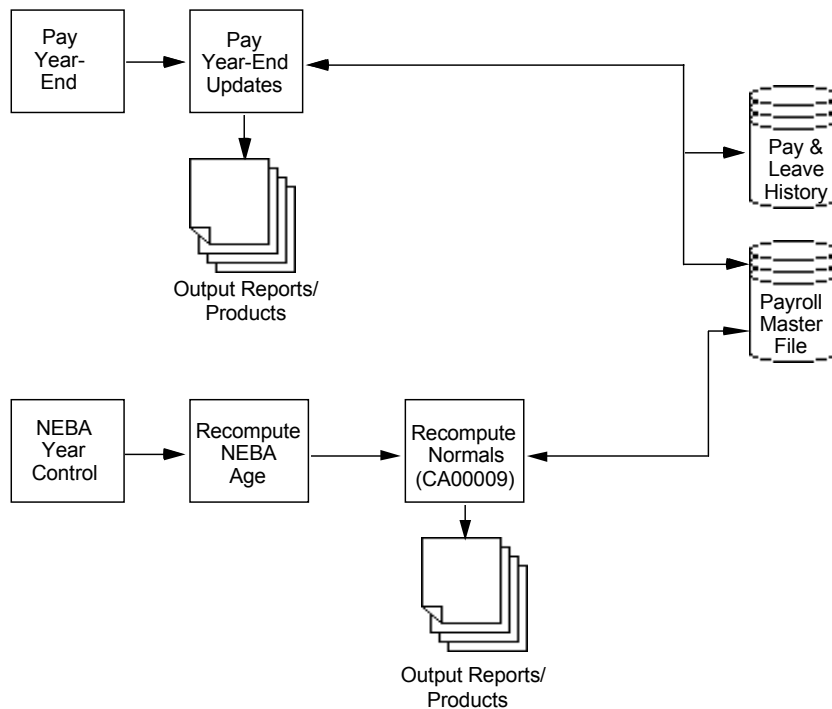 Pay
Year-
End
Pay
Year-End
Updates
Output Reports/
Products
Pay &
Leave
History
Payroll
Master
File
NEBA
Year
Control
Recompute
NEBA
Age
Recompute
Normals
(CA00009)
Output Reports/
Products